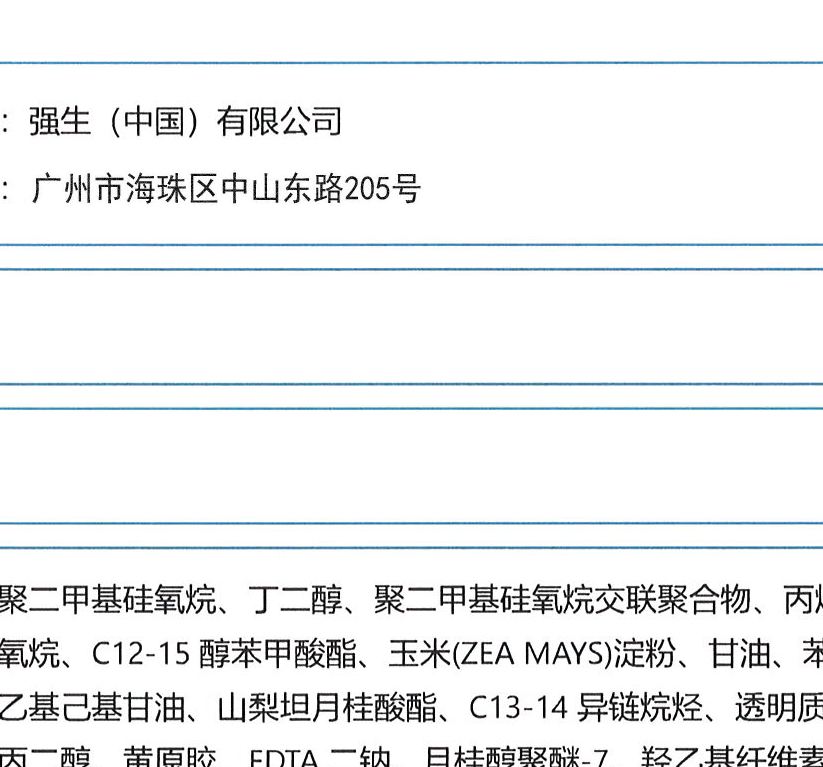 ：强生（中国）有限公司
：广州市海珠区中山东路205号
聚二甲基硅氧烷、丁二醇、聚二甲基硅氧烷交联聚合物、丙烯
氧烷、C12-15 醇苯甲酸酯、玉米(ZEA MAYS)淀粉、甘油、苯
乙基己基甘油、山梨坦月桂酸酯、C13-14 异链烷烃、透明质
丙二醇、黄原胶、EDTA 二钠、月桂醇聚醚-7、羟乙基纤维素